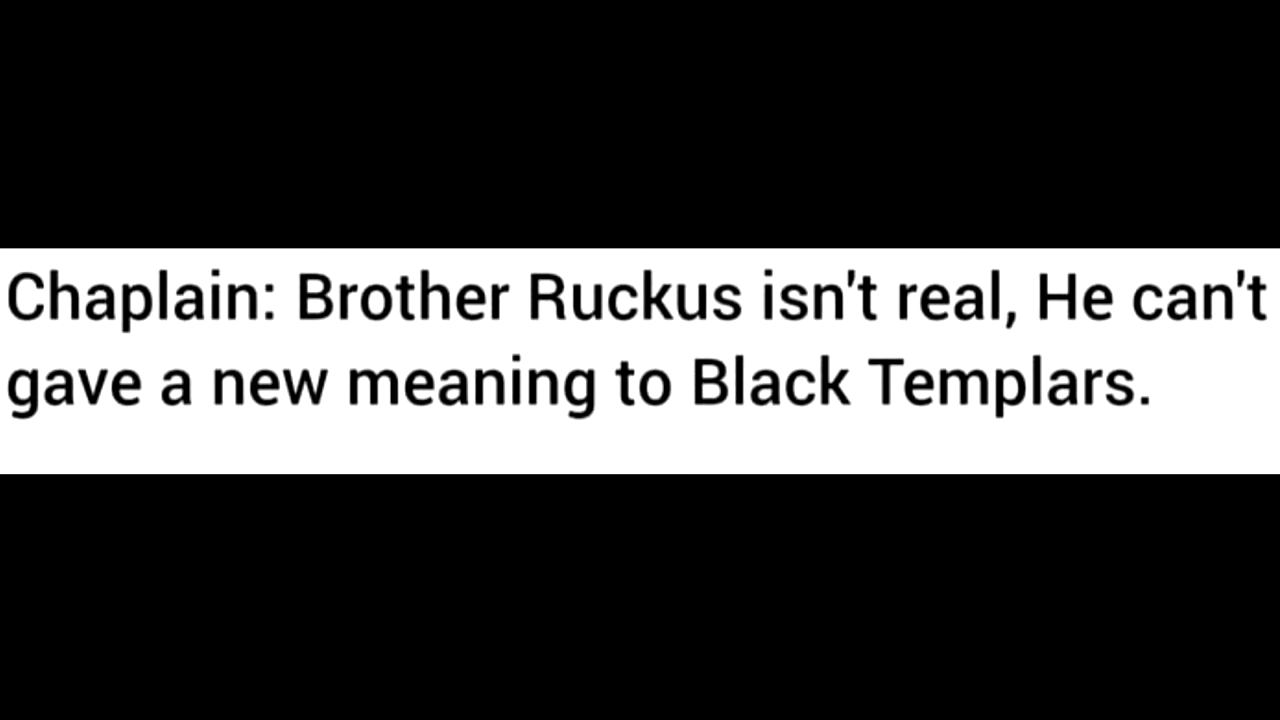 Chaplain: Brother Ruckus isn't real, He can't
gave a new meaning to Black Templars.